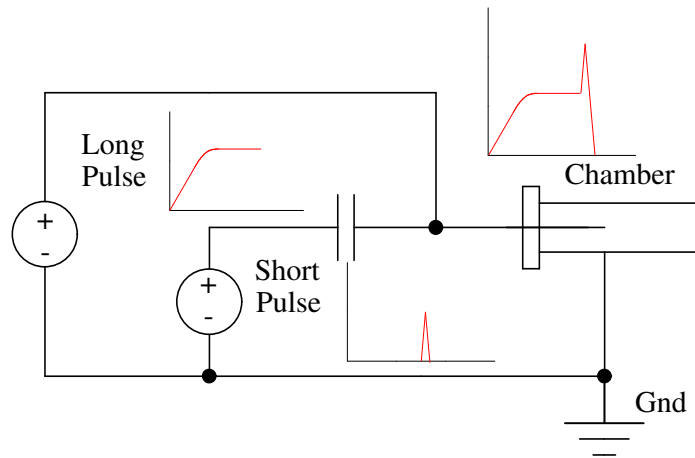 Long
Pulse
+
-
Short
Pulse
+
-
Chamber
Gnd